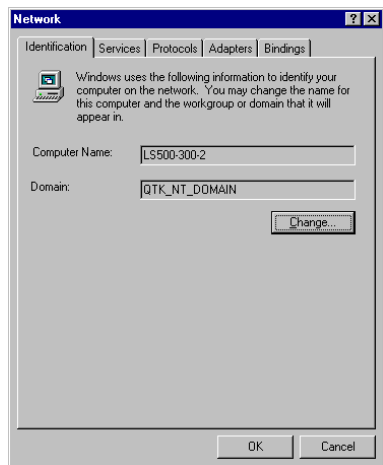 Network
Identification Services Protocols Adapters Bindings
Windows uses the following information to identify your
computer on the network. You may change the name for
this computer and the workgroup or domain that it will
appear in.
Computer Name: LS500-300-2
Domain: QTK_NT_DOMAIN
Change...
OK Cancel